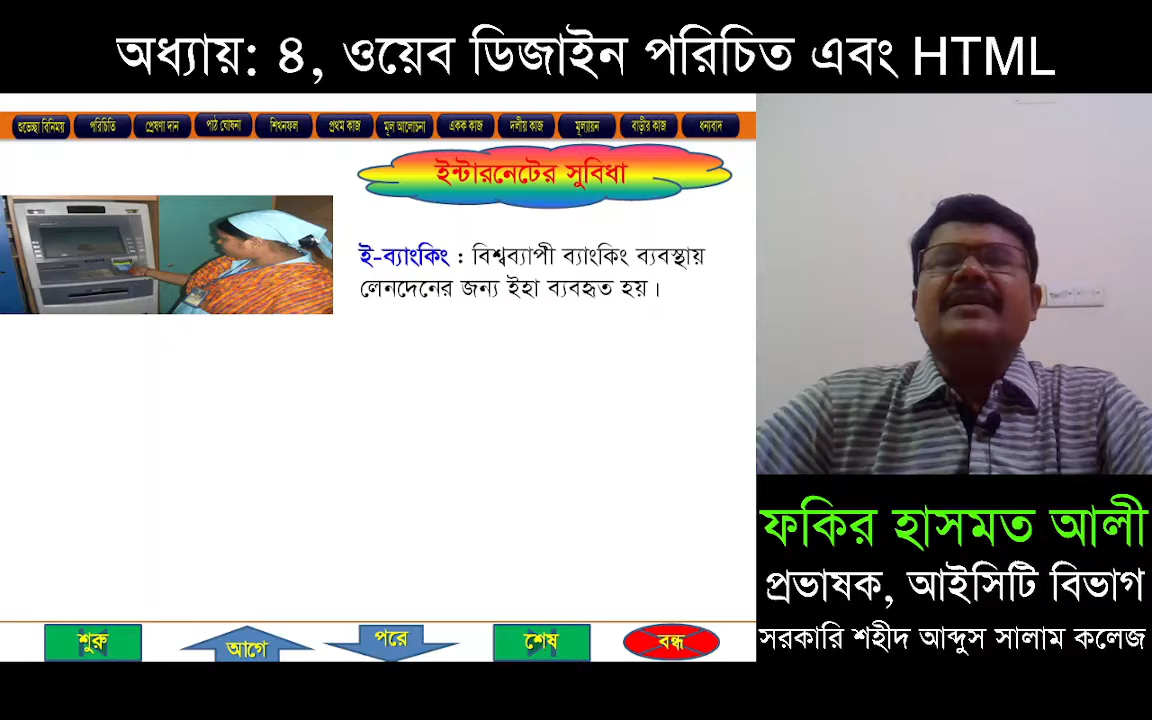 অধ্যায়: ৪, ওয়েব ডিজাইন পরিচিত এবং HTML
শুভেচ্ছা বিনিময় পরিচিতি প্রেষণা দান পাঠ ঘোষনা শিখনফল প্রথম কাজ মূল আলোচনা একক কাজ দলীয় কাজ মূল্যায়ন বাড়ীর কাজ ধন্যবাদ
ইন্টারনেটের সুবিধা
ই-ব্যাংকিং : বিশ্বব্যাপী ব্যাংকিং ব্যবস্থায়
লেনদেনের জন্য ইহা ব্যবহৃত হয়।
ফকির হাসমত আলী
প্রভাষক, আইসিটি বিভাগ
সরকারি শহীদ আব্দুস সালাম কলেজ
শুরু আগে পরে শেষ বন্ধ